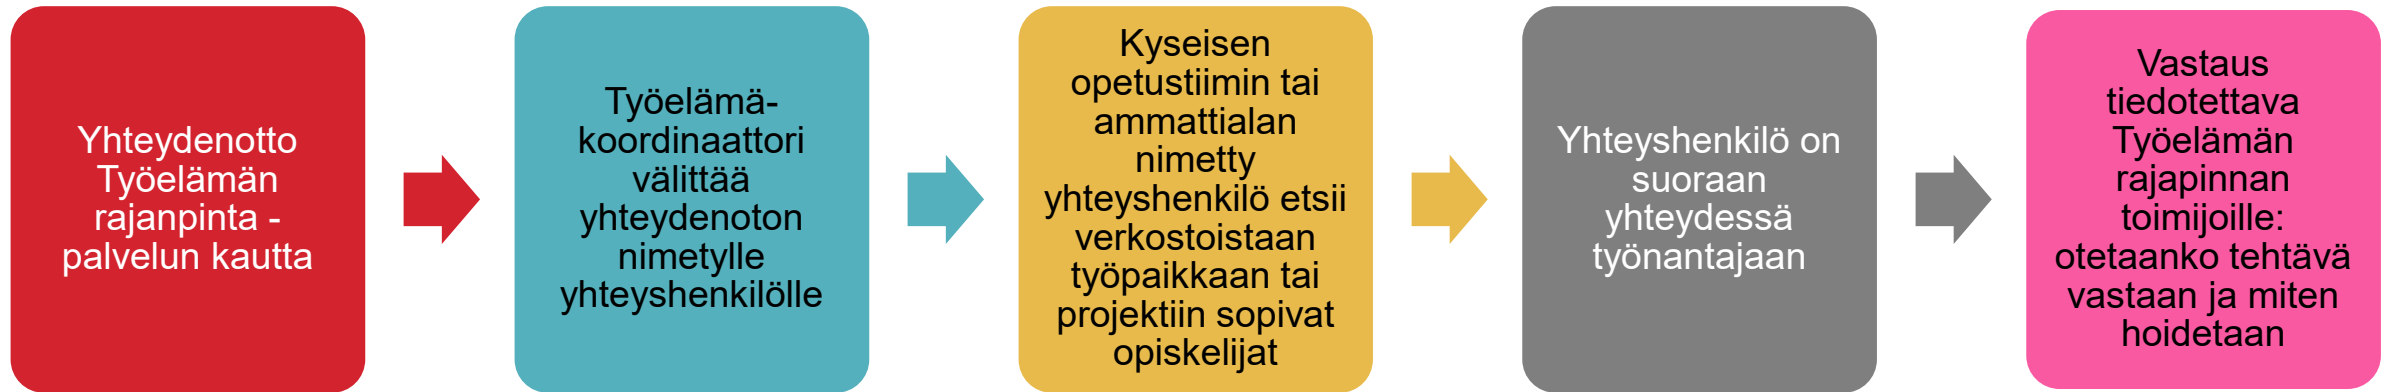 Yhteydenotto
Työelämän
rajanpinta -
palvelun kautta
Työelämä-
koordinaattori
välittää
yhteydenoton
nimetylle
yhteyshenkilölle
Kyseisen
opetustiimin tai
ammattialan
nimetty
yhteyshenkilö etsii
verkostoistaan
työpaikkaan tai
projektiin sopivat
opiskelijat
Yhteyshenkilö on
suoraan
yhteydessä
työnantajaan
Vastaus
tiedotettava
Työelämän
rajapinnan
toimijoille:
otetaanko tehtävä
vastaan ja miten
hoidetaan